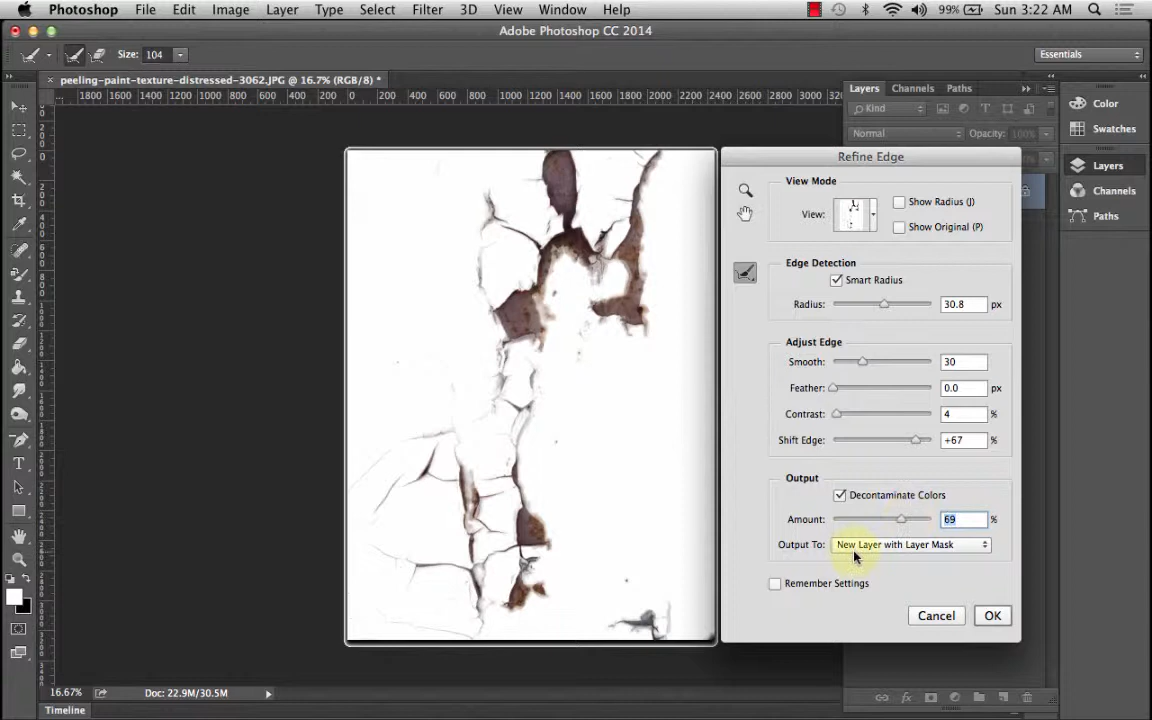 Photoshop File Edit Image Layer Type Select Filter 3D View Window Help 99% Sun 3:22 AM
Adobe Photoshop CC 2014
Size: 104 Essentials
peeling-paint-texture-distressed-3062.JPG @ 16.7% (RGB/8) *
Layers Channels Paths
1800 1600 1400 1200 1000 800 600 400 200 0 200 400 600 800 1000 1200 1400 1600 1800 2000 2200 2400 2600 2800 3000
Color
Kind
Swatches
Normal Opacity: 100%
Refine Edge
Layers
View Mode
Channels
View: Show Radius (J)
Paths
Show Original (P)
Edge Detection
Smart Radius
Radius: 30.8 px
Adjust Edge
Smooth: 30
Feather: 0.0 px
Contrast: 4 %
Shift Edge: +67 %
Output
Decontaminate Colors
Amount: 69 %
Output To: New Layer with Layer Mask
Remember Settings
Cancel OK
16.67% Doc: 22.9M/30.5M
Timeline